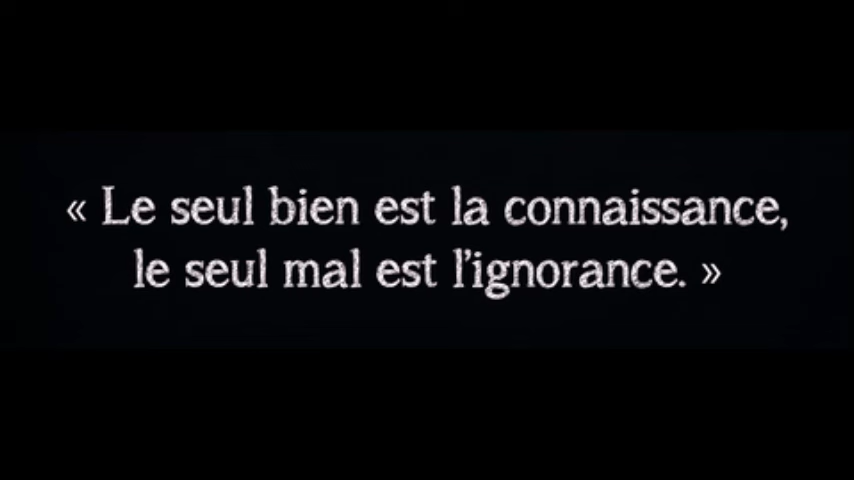 « Le seul bien est la connaissance,
le seul mal est l'ignorance. »